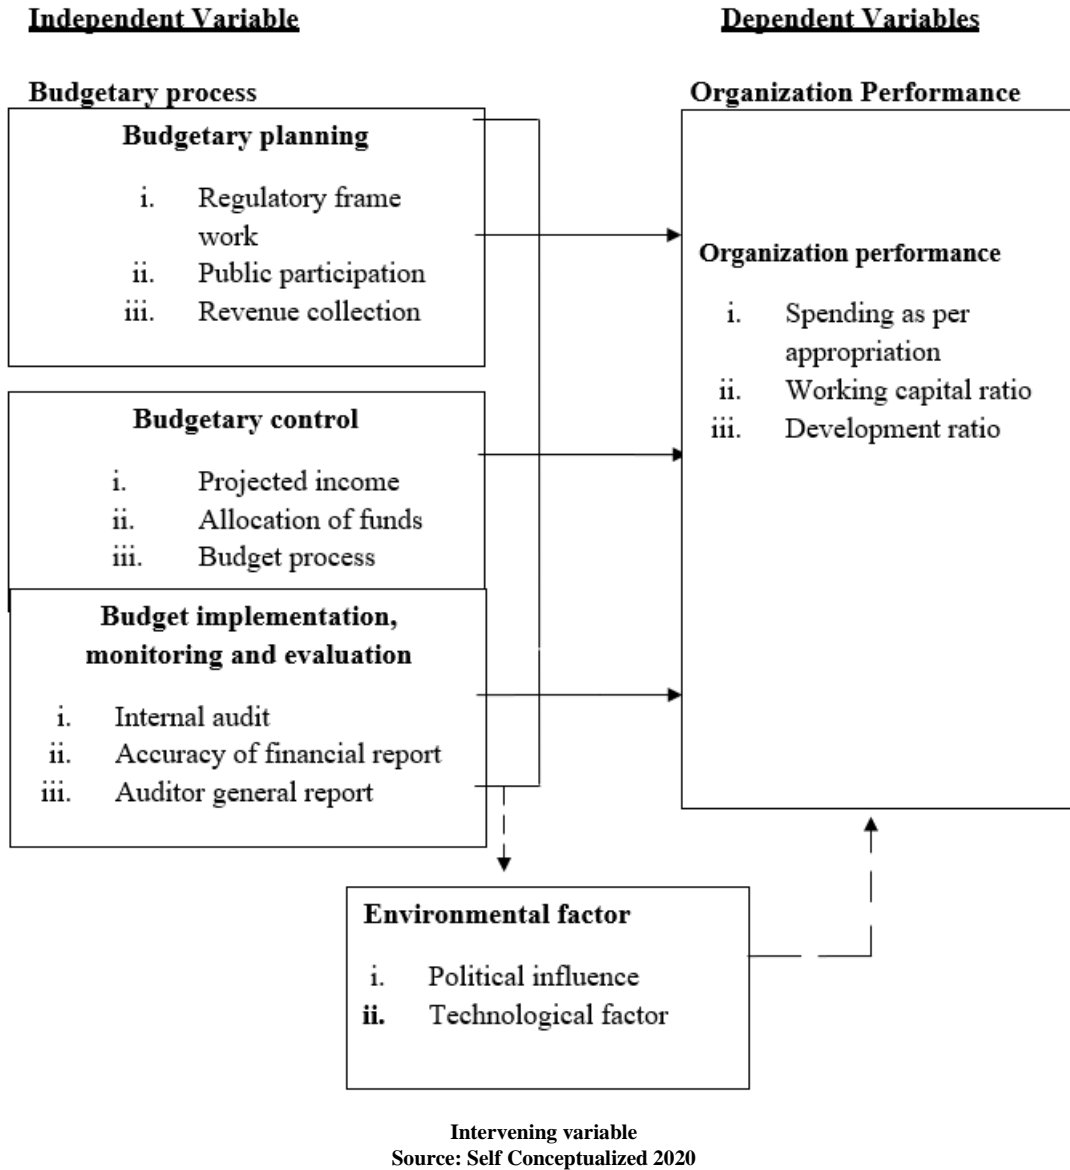 Independent Variable
Dependent Variables
Budgetary process
Organization Performance
Budgetary planning
i. Regulatory frame
work
ii. Public participation
iii. Revenue collection
Organization performance
i. Spending as per
appropriation
ii. Working capital ratio
iii. Development ratio
Budgetary control
i. Projected income
ii. Allocation of funds
iii. Budget process
Budget implementation,
monitoring and evaluation
i. Internal audit
ii. Accuracy of financial report
iii. Auditor general report
Environmental factor
i. Political influence
ii. Technological factor
Intervening variable
Source: Self Conceptualized 2020